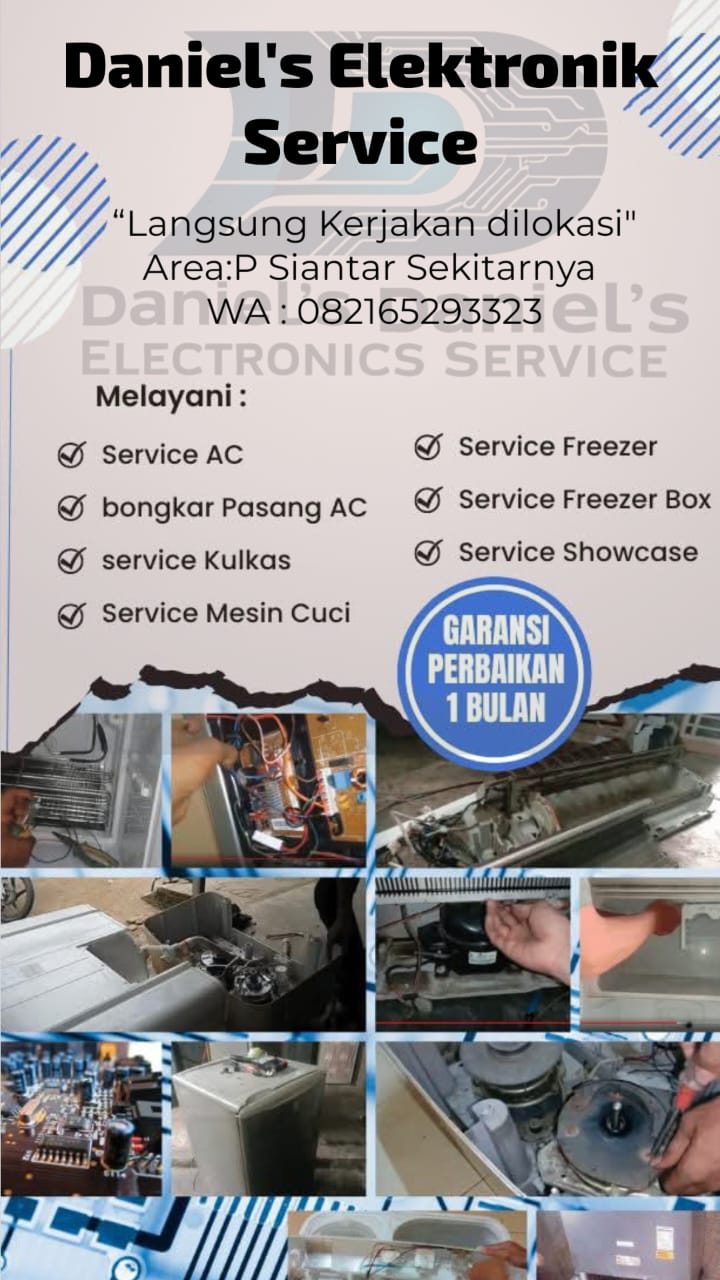 Daniel's Elektronik
Service
“Langsung Kerjakan dilokasi"
Area:P Siantar Sekitarnya
WA : 082165293323
Daniel's Daniel's
ELECTRONICS SERVICE
Melayani :
Service AC
bongkar Pasang AC
service Kulkas
Service Mesin Cuci
Service Freezer
Service Freezer Box
Service Showcase
GARANSI
PERBAIKAN
1 BULAN